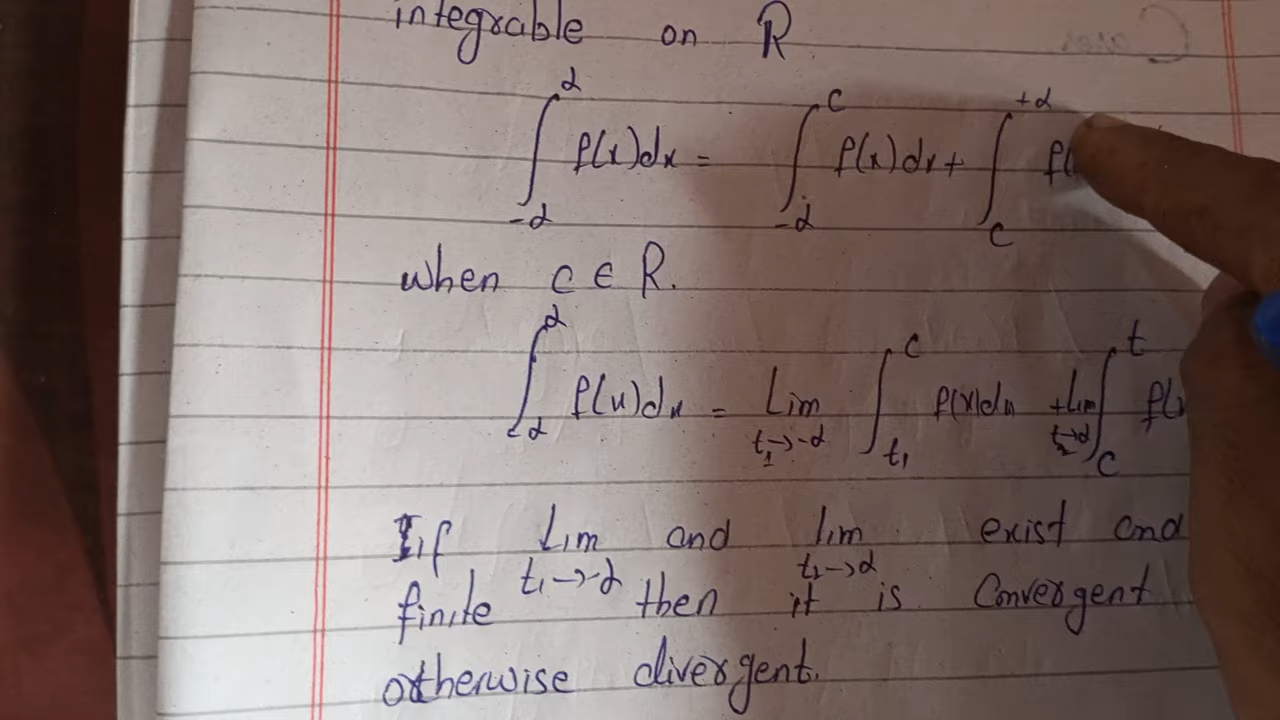 integrable on R
∫_{-α}^{α} f(x)dx = ∫_{-α}^{c} f(x)dx + ∫_{c}^{+α} f(
when c ∈ R.
∫_{-α}^{α} f(x)dx = Lim_{t₁→-α} ∫_{t₁}^{c} f(x)dx + Lim_{t₂→α} ∫_{c}^{t} f(x
If Lim_{t₁→-α} and lim_{t₂→α} exist and
finite then it is Convergent
otherwise divergent.